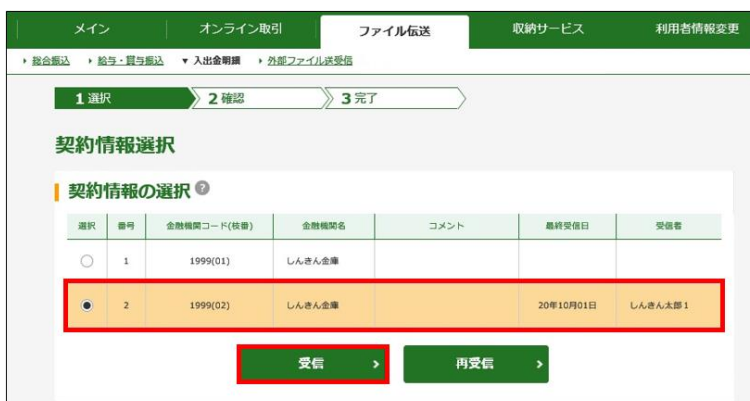 メイン オンライン取引 ファイル伝送 収納サービス 利用者情報変更
総合振込 給与・賞与振込 ▼ 入出金明細 外部ファイル送受信
1 選択 2 確認 3 完了
契約情報選択
契約情報の選択 ?
選択 番号 金融機関コード(枝番) 金融機関名 コメント 最終受信日 受信者
1 1999(01) しんきん金庫
2 1999(02) しんきん金庫 20年10月01日 しんきん太郎1
受信 再受信